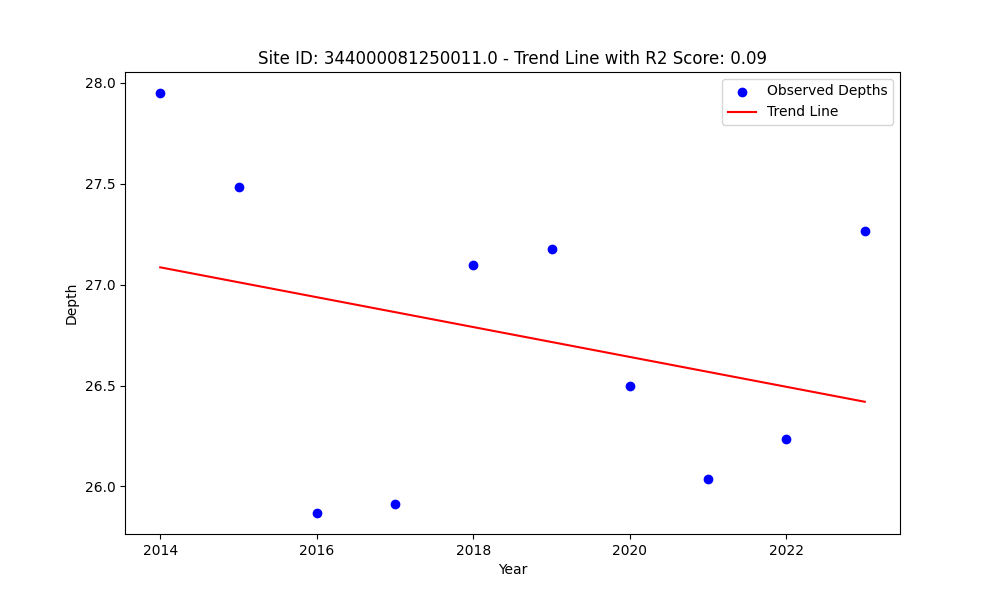 Site ID: 344000081250011.0 - Trend Line with R2 Score: 0.09
Observed Depths
Trend Line
28.0
27.5
27.0
26.5
26.0
Depth
2014
2016
2018
2020
2022
Year